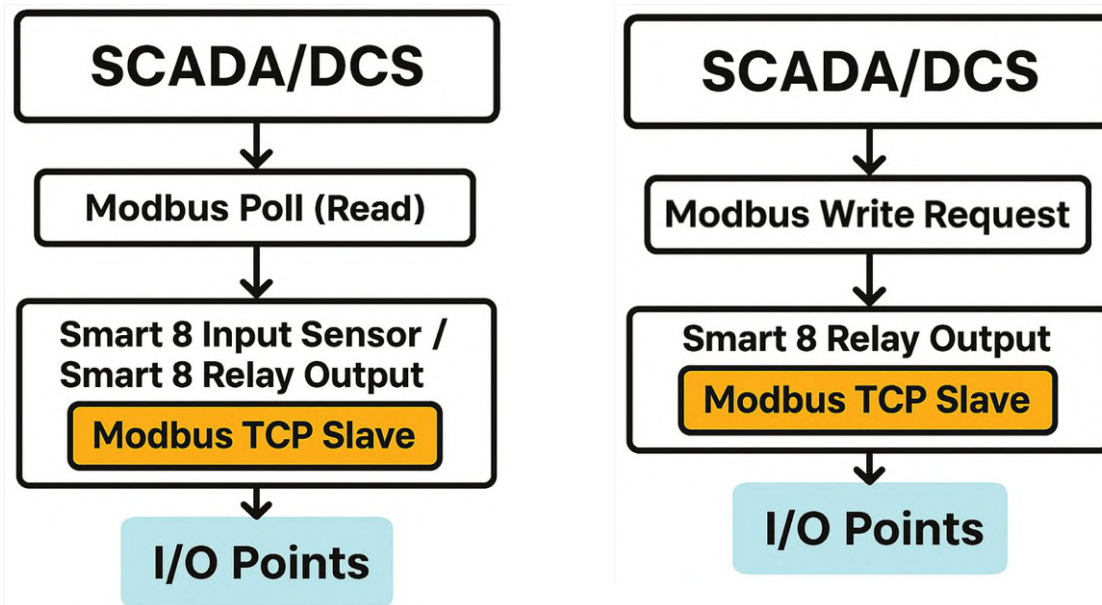 SCADA/DCS
Modbus Poll (Read)
Smart 8 Input Sensor /
Smart 8 Relay Output
Modbus TCP Slave
I/O Points
SCADA/DCS
Modbus Write Request
Smart 8 Relay Output
Modbus TCP Slave
I/O Points